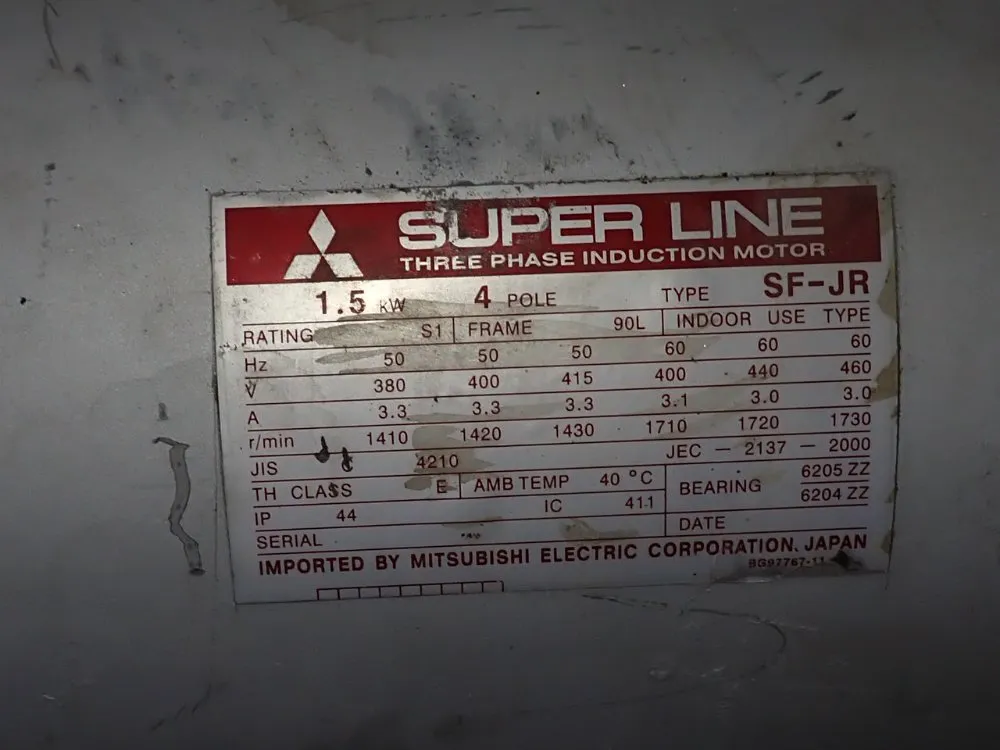 SUPER LINE
THREE PHASE INDUCTION MOTOR
1.5 kW 4 POLE TYPE SF-JR
RATING S1 FRAME 90L INDOOR USE TYPE
Hz 50 50 50 60 60 60
V 380 400 415 400 440 460
A 3.3 3.3 3.3 3.1 3.0 3.0
r/min 1410 1420 1430 1710 1720 1730
JIS C 4210 JEC — 2137 — 2000
TH CLASS E AMB TEMP 40 °C BEARING 6205 ZZ
IP 44 IC 411 6204 ZZ
SERIAL DATE
IMPORTED BY MITSUBISHI ELECTRIC CORPORATION, JAPAN
BG97767-11